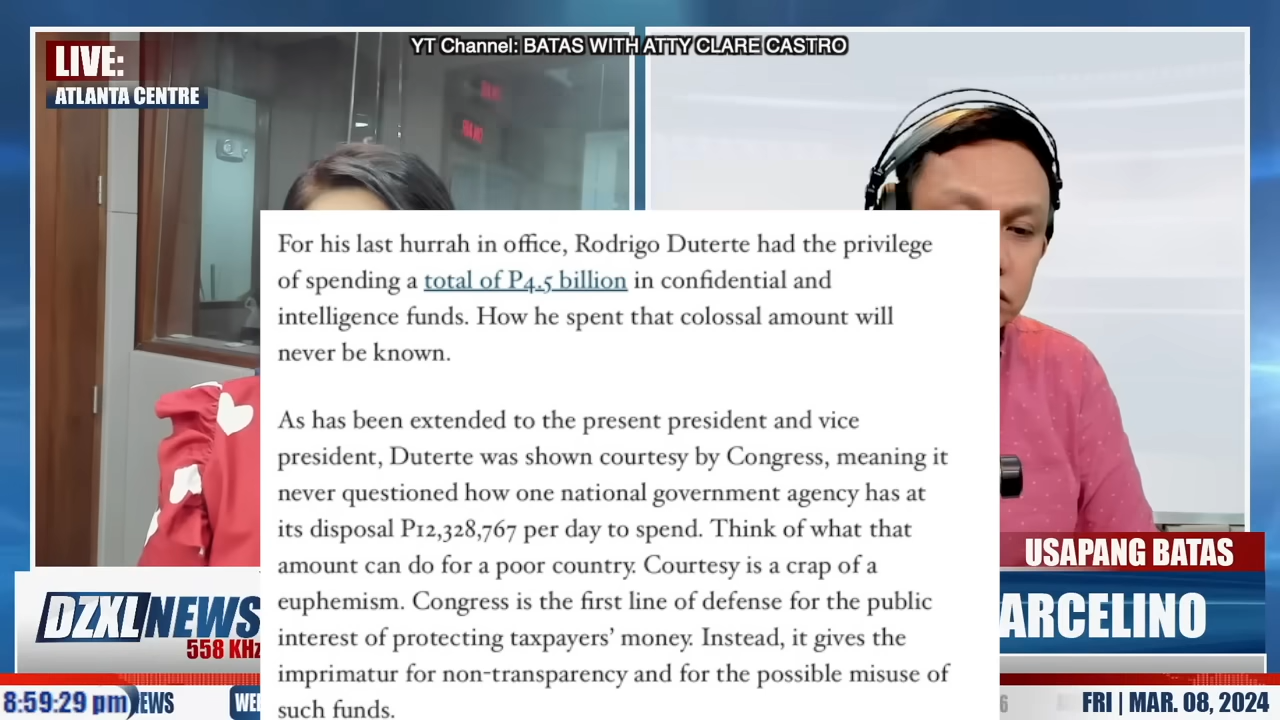 YT Channel: BATAS WITH ATTY CLARE CASTRO
LIVE:
ATLANTA CENTRE
For his last hurrah in office, Rodrigo Duterte had the privilege
of spending a total of P4.5 billion in confidential and
intelligence funds. How he spent that colossal amount will
never be known.
As has been extended to the present president and vice
president, Duterte was shown courtesy by Congress, meaning it
never questioned how one national government agency has at
its disposal P12,328,767 per day to spend. Think of what that
amount can do for a poor country. Courtesy is a crap of a
euphemism. Congress is the first line of defense for the public
interest of protecting taxpayers’ money. Instead, it gives the
imprimatur for non-transparency and for the possible misuse of
such funds.
USAPANG BATAS
ARCELINO
DZXL NEWS
558 KHz
8:59:29 pm
EWS
WE
FRI | MAR. 08, 2024